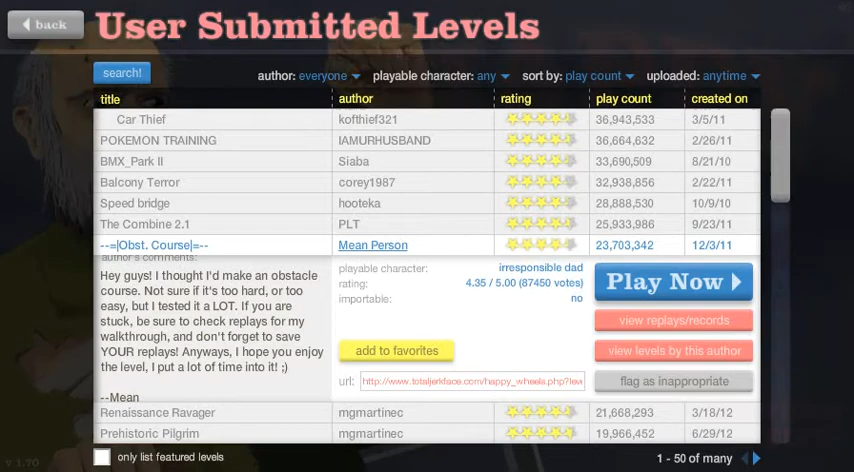 back
User Submitted Levels
search!
author: everyone playable character: any sort by: play count uploaded: anytime
title author rating play count created on
Car Thief kofthief321 36,943,533 3/5/11
POKEMON TRAINING IAMURHUSBAND 36,664,632 2/26/11
BMX_Park II Siaba 33,690,509 8/21/10
Balcony Terror corey1987 32,938,856 2/22/11
Speed bridge hooteka 28,888,530 10/9/10
The Combine 2.1 PLT 25,933,986 9/23/11
--=|Obst. Course|=-- Mean Person 23,703,342 12/3/11
author's comments:
Hey guys! I thought I'd make an obstacle
course. Not sure if it's too hard, or too
easy, but I tested it a LOT. If you are
stuck, be sure to check replays for my
walkthrough, and don't forget to save
YOUR replays! Anyways, I hope you enjoy
the level, I put a lot of time into it! ;)
--Mean
playable character: irresponsible dad
rating: 4.35 / 5.00 (87450 votes)
importable: no
add to favorites
url: http://www.totaljerkface.com/happy_wheels.php?lev
Play Now
view replays/records
view levels by this author
flag as inappropriate
Renaissance Ravager mgmartinec 21,668,293 3/18/12
Prehistoric Pilgrim mgmartinec 19,966,452 6/29/12
only list featured levels
1 - 50 of many
v 1.70